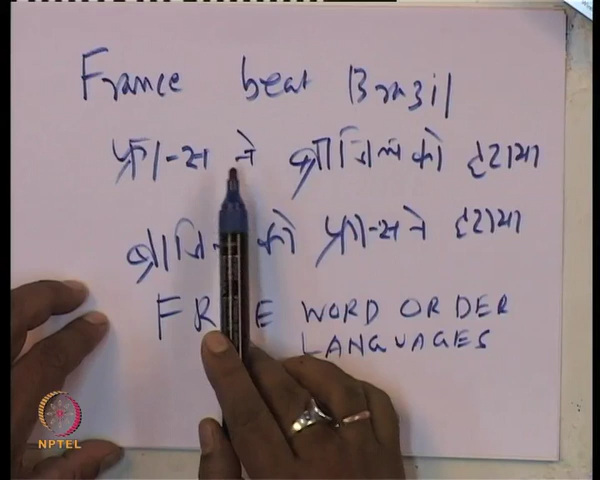 France beat Brazil
फ्रान्स ने ब्राजिल को हराया
ब्राजिल को फ्रान्स ने हराया
FREE WORD ORDER
LANGUAGES
NPTEL